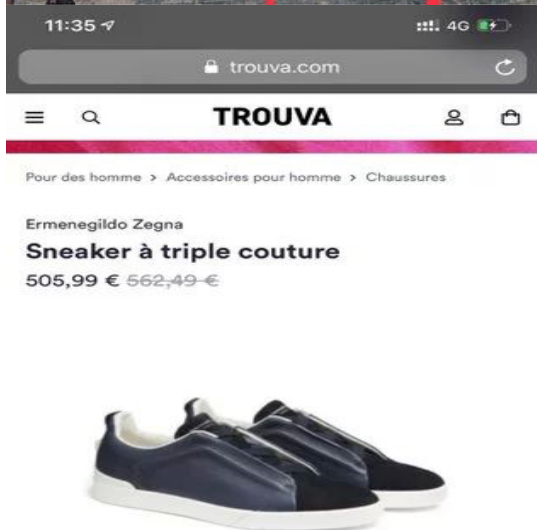 11:35
4G
trouva.com
TROUVA
Pour des homme > Accessoires pour homme > Chaussures
Ermenegildo Zegna
Sneaker à triple couture
505,99 € 562,49 €